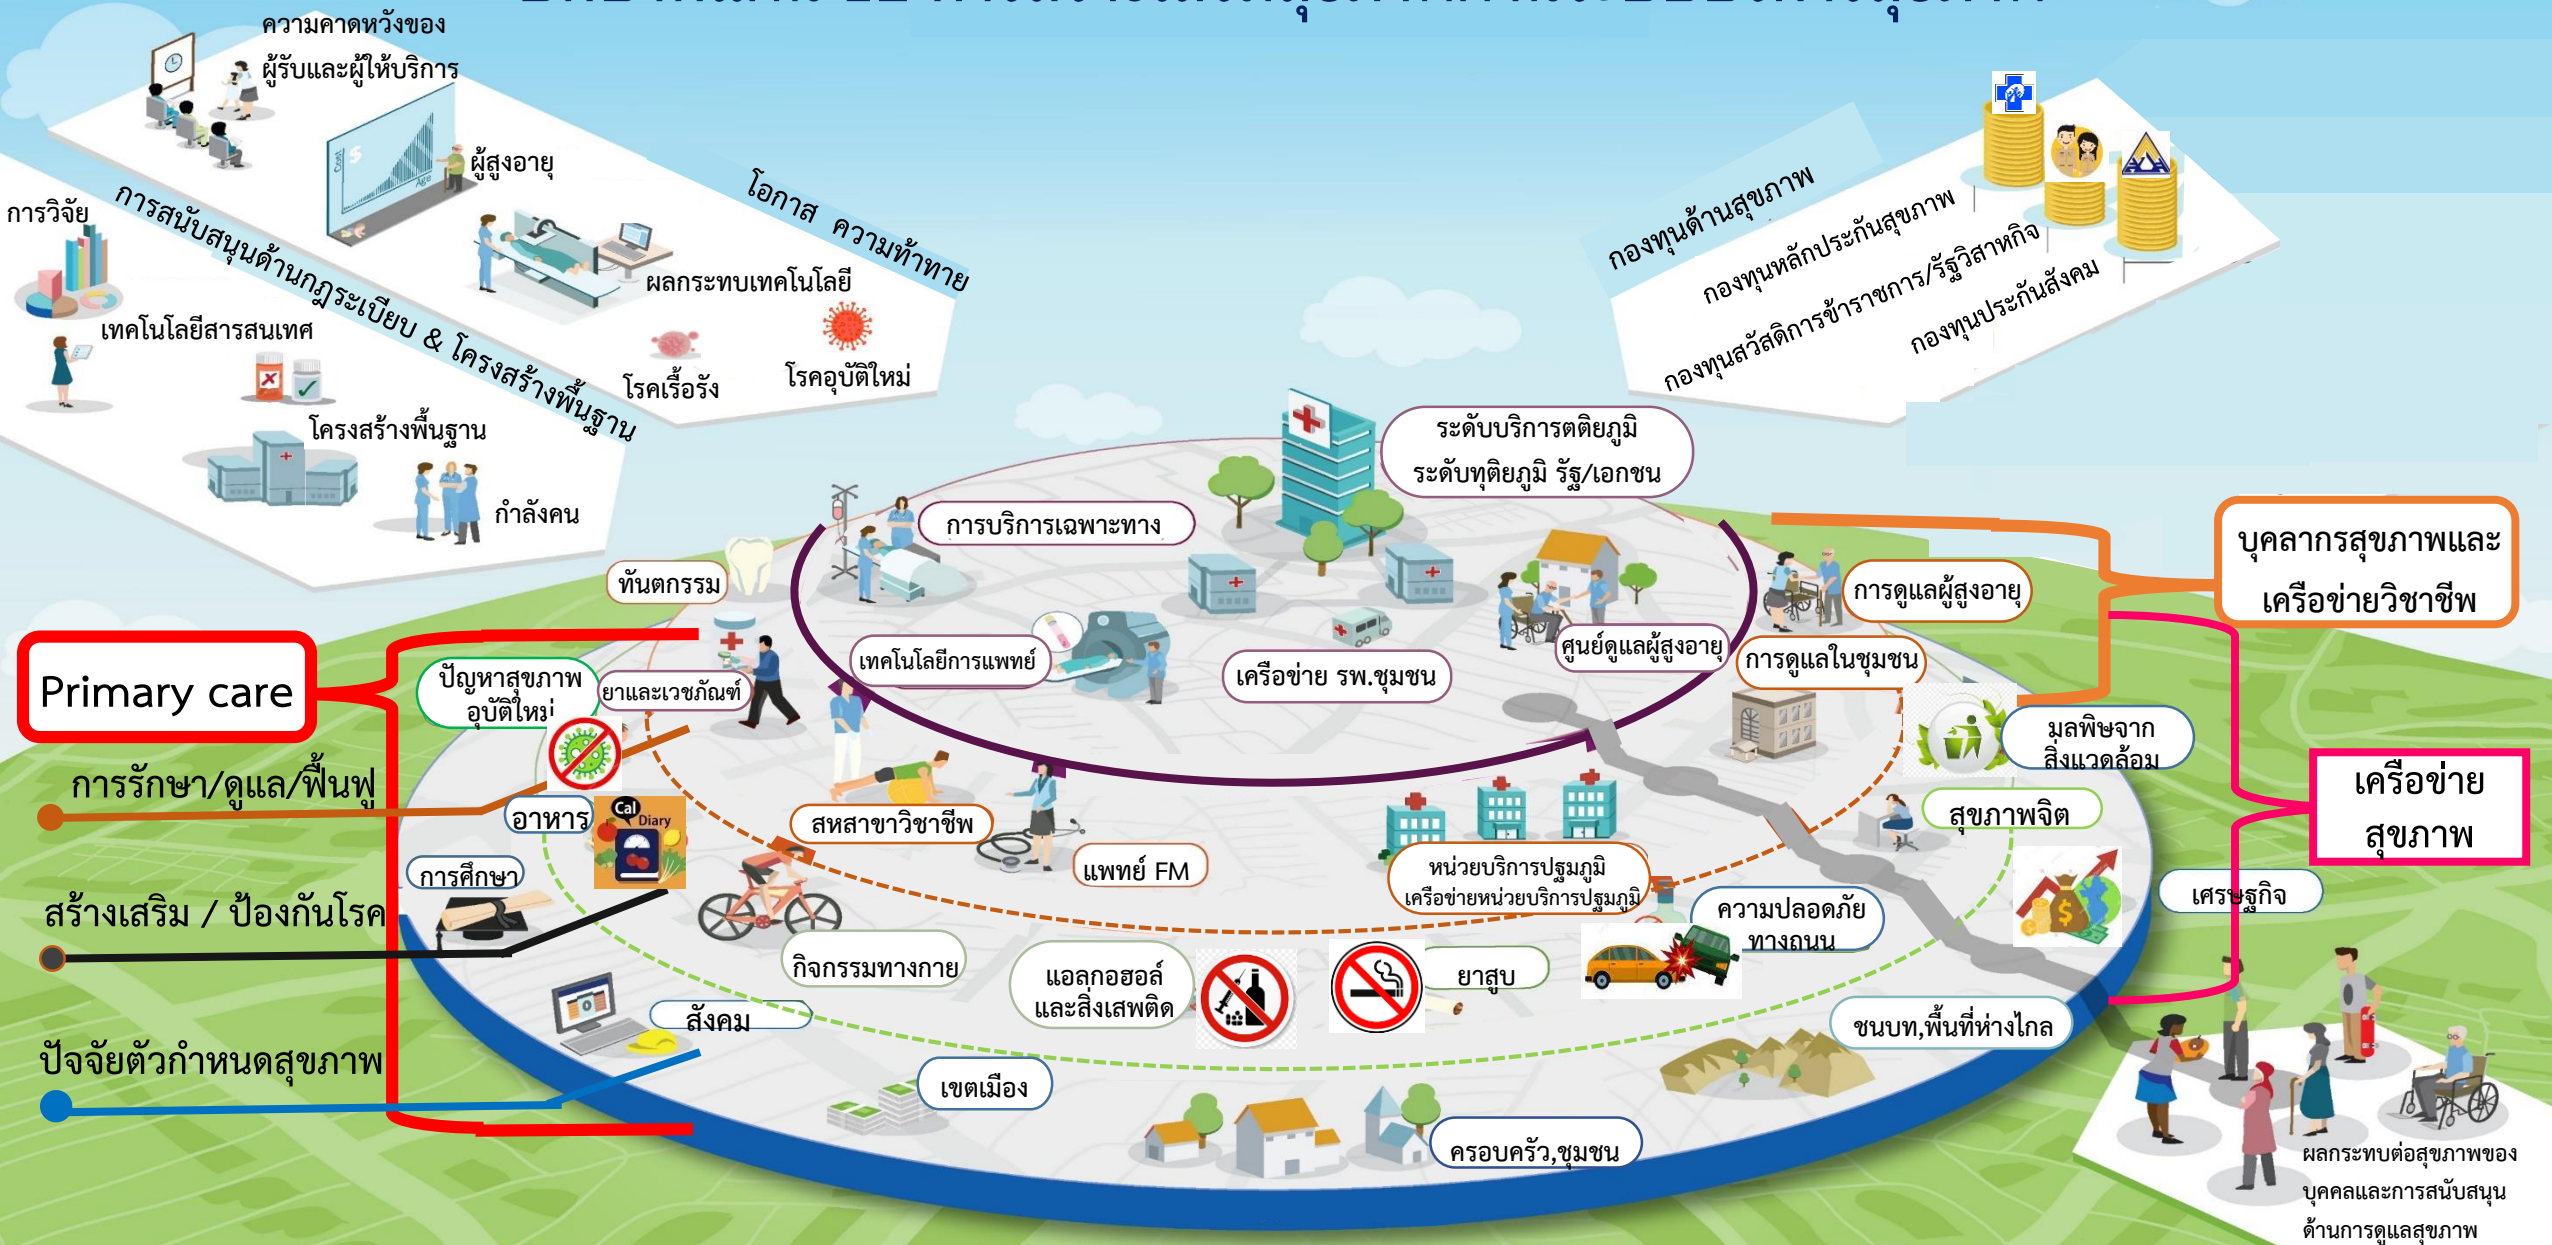 ความคาดหวังของ
ผู้รับและผู้ให้บริการ
Cost
$
Age
ผู้สูงอายุ
โอกาส ความท้าทาย
ผลกระทบเทคโนโลยี
โรคเรื้อรัง
โรคอุบัติใหม่
การวิจัย
การสนับสนุนด้านกฎระเบียบ & โครงสร้างพื้นฐาน
เทคโนโลยีสารสนเทศ
โครงสร้างพื้นฐาน
กำลังคน
กองทุนด้านสุขภาพ
กองทุนหลักประกันสุขภาพ
กองทุนสวัสดิการข้าราชการ/รัฐวิสาหกิจ
กองทุนประกันสังคม
ระดับบริการตติยภูมิ
ระดับทุติยภูมิ รัฐ/เอกชน
การบริการเฉพาะทาง
ทันตกรรม
การดูแลผู้สูงอายุ
บุคลากรสุขภาพและ
เครือข่ายวิชาชีพ
Primary care
ปัญหาสุขภาพ
อุบัติใหม่
ยาและเวชภัณฑ์
เทคโนโลยีการแพทย์
เครือข่าย รพ.ชุมชน
ศูนย์ดูแลผู้สูงอายุ
การดูแลในชุมชน
มลพิษจาก
สิ่งแวดล้อม
การรักษา/ดูแล/ฟื้นฟู
อาหาร
Cal
Diary
สหสาขาวิชาชีพ
แพทย์ FM
สุขภาพจิต
เครือข่าย
สุขภาพ
การศึกษา
หน่วยบริการปฐมภูมิ
เครือข่ายหน่วยบริการปฐมภูมิ
ความปลอดภัย
ทางถนน
$
เศรษฐกิจ
สร้างเสริม / ป้องกันโรค
กิจกรรมทางกาย
แอลกอฮอล์
และสิ่งเสพติด
ยาสูบ
สังคม
ชนบท,พื้นที่ห่างไกล
ปัจจัยตัวกำหนดสุขภาพ
เขตเมือง
ครอบครัว,ชุมชน
ผลกระทบต่อสุขภาพของ
บุคคลและการสนับสนุน
ด้านการดูแลสุขภาพ